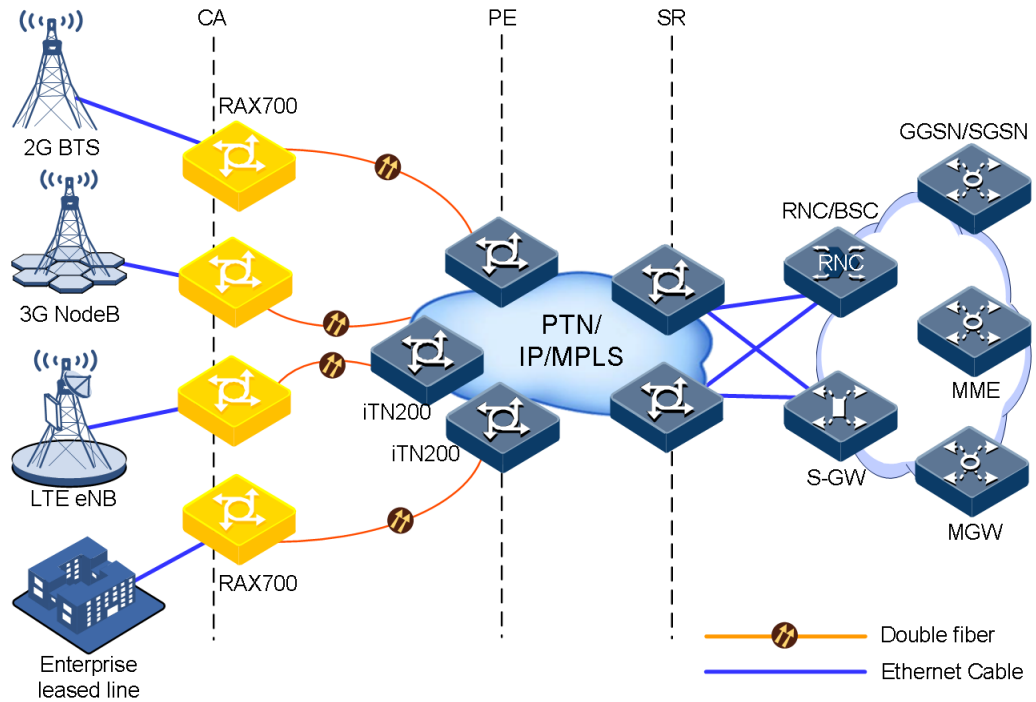 CA
PE
SR
RAX700
2G BTS
GGSN/SGSN
RNC/BSC
RNC
3G NodeB
PTN/
IP/MPLS
MME
iTN200
iTN200
LTE eNB
S-GW
MGW
RAX700
Double fiber
Enterprise
leased line
Ethernet Cable